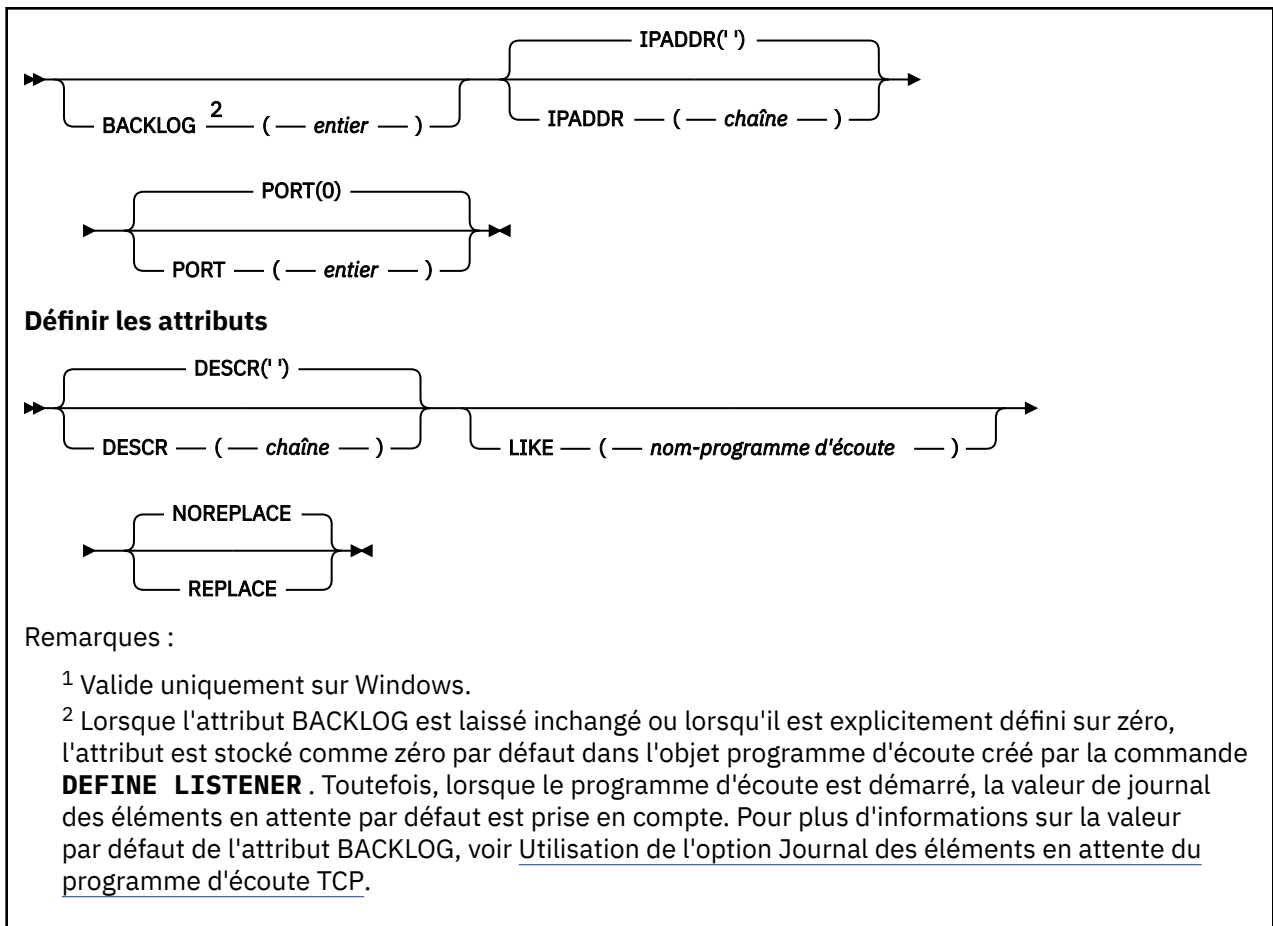 IPADDR(' ')
BACKLOG 2 ( entier ) IPADDR ( chaîne )
PORT(0)
PORT ( entier )
Définir les attributs
DESCR(' ')
DESCR ( chaîne ) LIKE ( nom-programme d'écoute )
NOREPLACE
REPLACE
Remarques :
1 Valide uniquement sur Windows.
2 Lorsque l'attribut BACKLOG est laissé inchangé ou lorsqu'il est explicitement défini sur zéro,
l'attribut est stocké comme zéro par défaut dans l'objet programme d'écoute créé par la commande
DEFINE LISTENER . Toutefois, lorsque le programme d'écoute est démarré, la valeur de journal
des éléments en attente par défaut est prise en compte. Pour plus d'informations sur la valeur
par défaut de l'attribut BACKLOG, voir Utilisation de l'option Journal des éléments en attente du
programme d'écoute TCP.